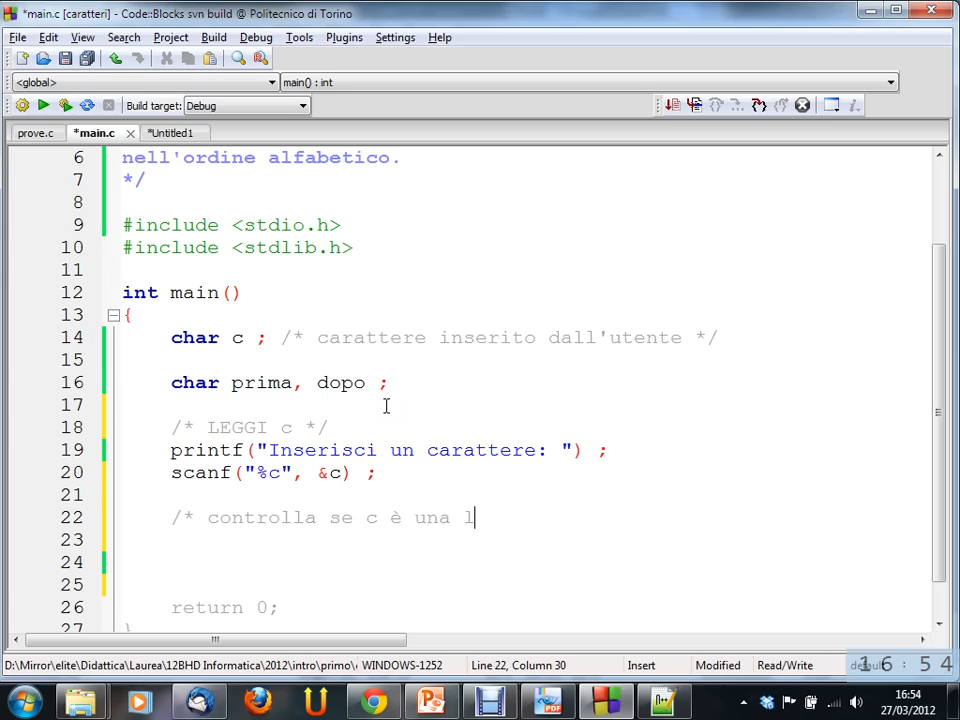 *main.c [caratteri] - Code::Blocks svn build @ Politecnico di Torino
File Edit View Search Project Build Debug Tools Plugins Settings Help
<global> main() : int
Build target: Debug
prove.c *main.c *Untitled1
6 nell'ordine alfabetico.
7 */
8
9 #include <stdio.h>
10 #include <stdlib.h>
11
12 int main()
13 {
14 char c ; /* carattere inserito dall'utente */
15
16 char prima, dopo ;
17
18 /* LEGGI c */
19 printf("Inserisci un carattere: ") ;
20 scanf("%c", &c) ;
21
22 /* controlla se c è una l
23
24
25
26 return 0;
27 }
D:\Mirror\elite\Didattica\Laurea\12BHD Informatica\2012\intro\primo\ WINDOWS-1252 Line 22, Column 30 Insert Modified Read/Write 16:54
16:54
27/03/2012